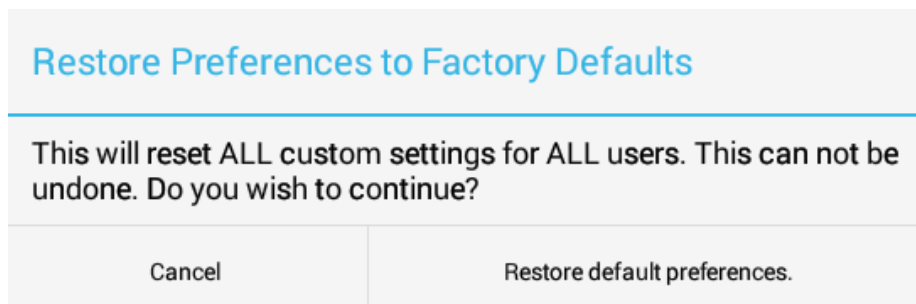 Restore Preferences to Factory Defaults
This will reset ALL custom settings for ALL users. This can not be
undone. Do you wish to continue?
Cancel
Restore default preferences.